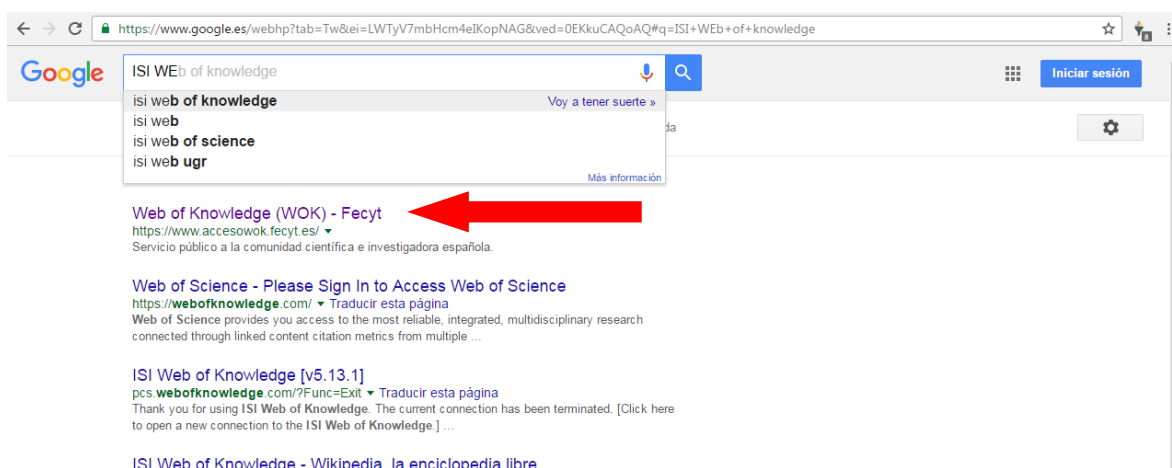 https://www.google.es/webhp?tab=Tw&ei=LWTyV7mbHcm4eIKopNAG&ved=0EKkuCAQoAQ#q=ISI+WEb+of+knowledge
8
Google
ISI WEb of knowledge
Iniciar sesión
isi web of knowledge Voy a tener suerte »
isi web
da
isi web of science
isi web ugr
Más información
Web of Knowledge (WOK) - Fecyt
https://www.accesowok.fecyt.es/
Servicio público a la comunidad científica e investigadora española.
Web of Science - Please Sign In to Access Web of Science
https://webofknowledge.com/ Traducir esta página
Web of Science provides you access to the most reliable, integrated, multidisciplinary research
connected through linked content citation metrics from multiple ...
ISI Web of Knowledge [v5.13.1]
pcs.webofknowledge.com/?Func=Exit Traducir esta página
Thank you for using ISI Web of Knowledge. The current connection has been terminated. [Click here
to open a new connection to the ISI Web of Knowledge.] ...
ISI Web of Knowledge - Wikipedia, la enciclopedia libre